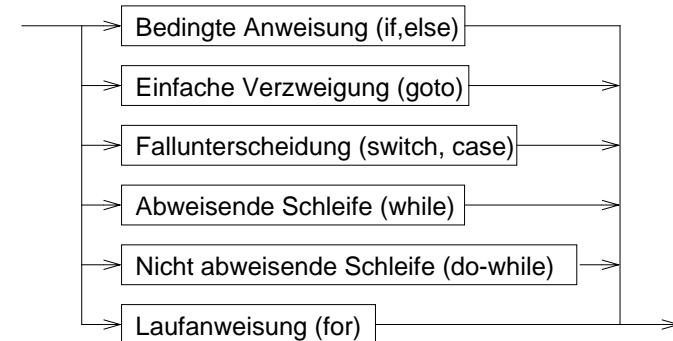 Bedingte Anweisung (if,else)
Einfache Verzweigung (goto)
Fallunterscheidung (switch, case)
Abweisende Schleife (while)
Nicht abweisende Schleife (do-while)
Laufanweisung (for)